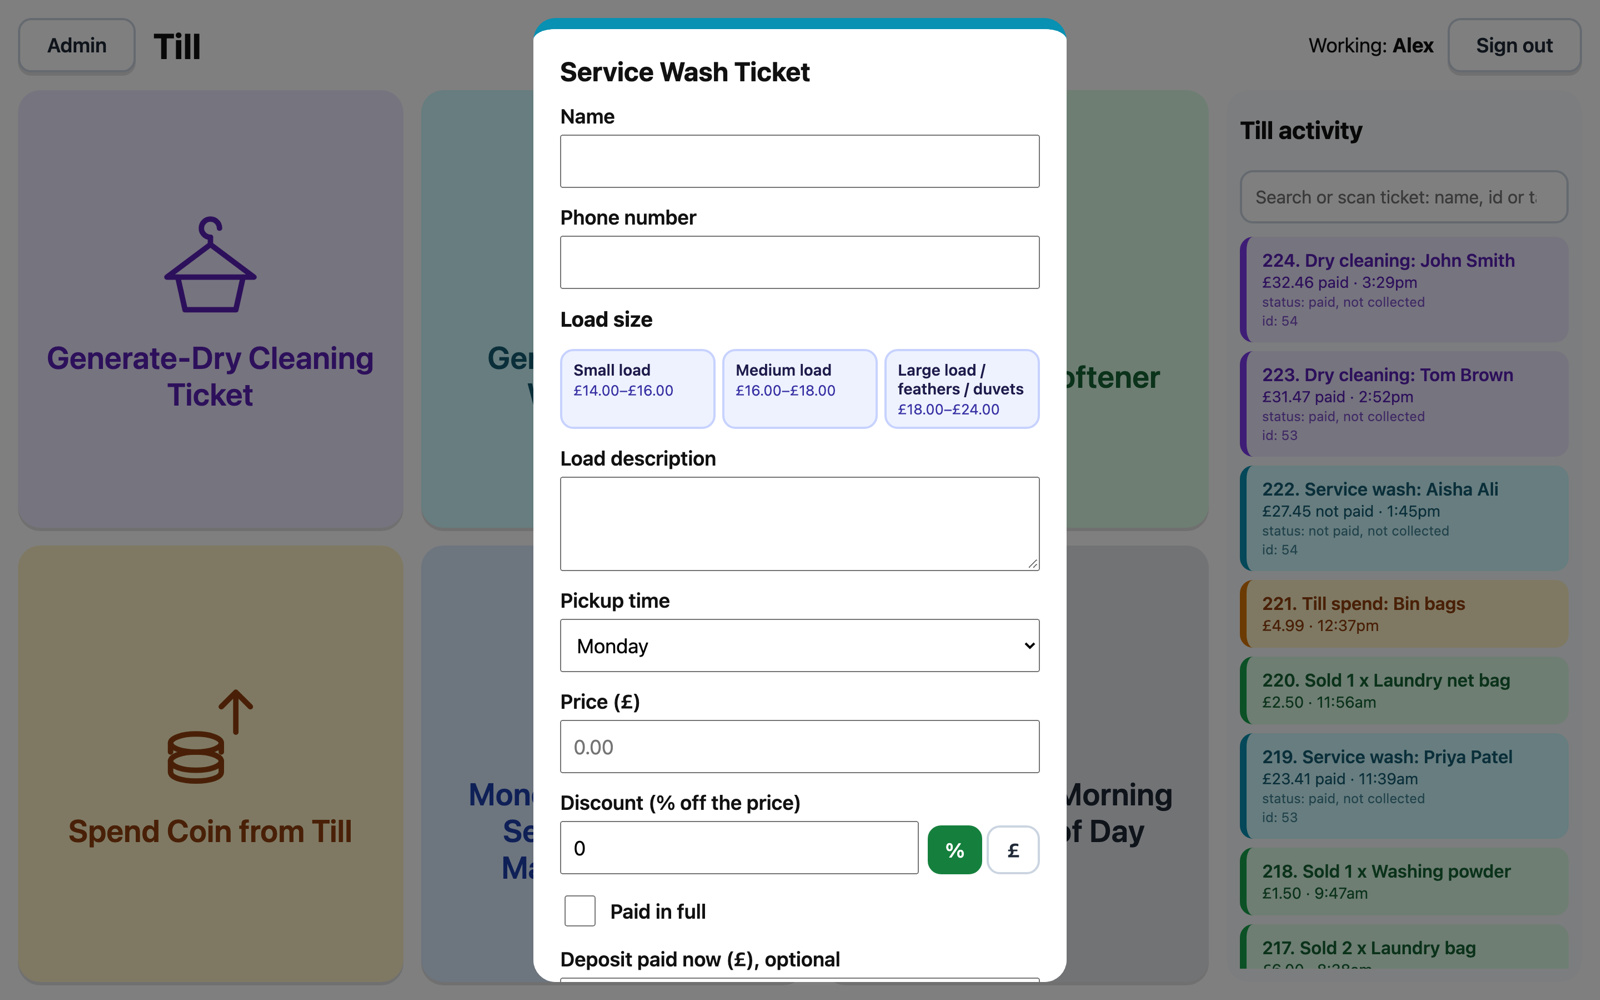 Admin
Till
Working: Alex
Sign out
Generate-Dry Cleaning
Ticket
Spend Coin from Till
Service Wash Ticket
Name
Phone number
Load size
Small load
£14.00–£16.00
Medium load
£16.00–£18.00
Large load /
feathers / duvets
£18.00–£24.00
Load description
Pickup time
Monday
Price (£)
0.00
Discount (% off the price)
0
%
£
Paid in full
Deposit paid now (£), optional
Morning
of Day
Till activity
Search or scan ticket: name, id or t
224. Dry cleaning: John Smith
£32.46 paid · 3:29pm
status: paid, not collected
id: 54
223. Dry cleaning: Tom Brown
£31.47 paid · 2:52pm
status: paid, not collected
id: 53
222. Service wash: Aisha Ali
£27.45 not paid · 1:45pm
status: not paid, not collected
id: 54
221. Till spend: Bin bags
£4.99 · 12:37pm
220. Sold 1 x Laundry net bag
£2.50 · 11:56am
219. Service wash: Priya Patel
£23.41 paid · 11:39am
status: paid, not collected
id: 53
218. Sold 1 x Washing powder
£1.50 · 9:47am
217. Sold 2 x Laundry bag